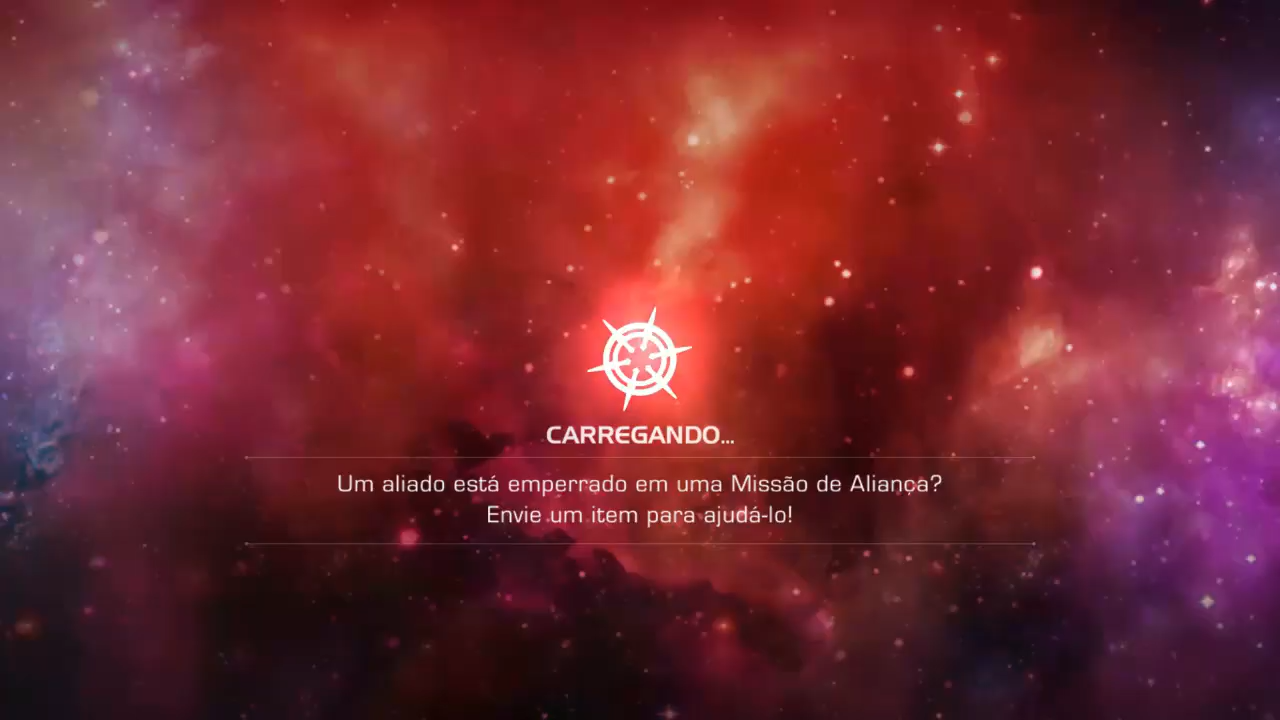 CARREGANDO...
Um aliado está emperrado em uma Missão de Aliança?
Envie um item para ajudá-lo!